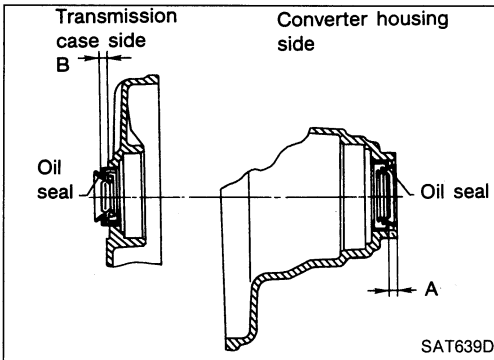 Transmission
case side
B
Converter housing
side
Oil
seal
Oil seal
A
SAT639D